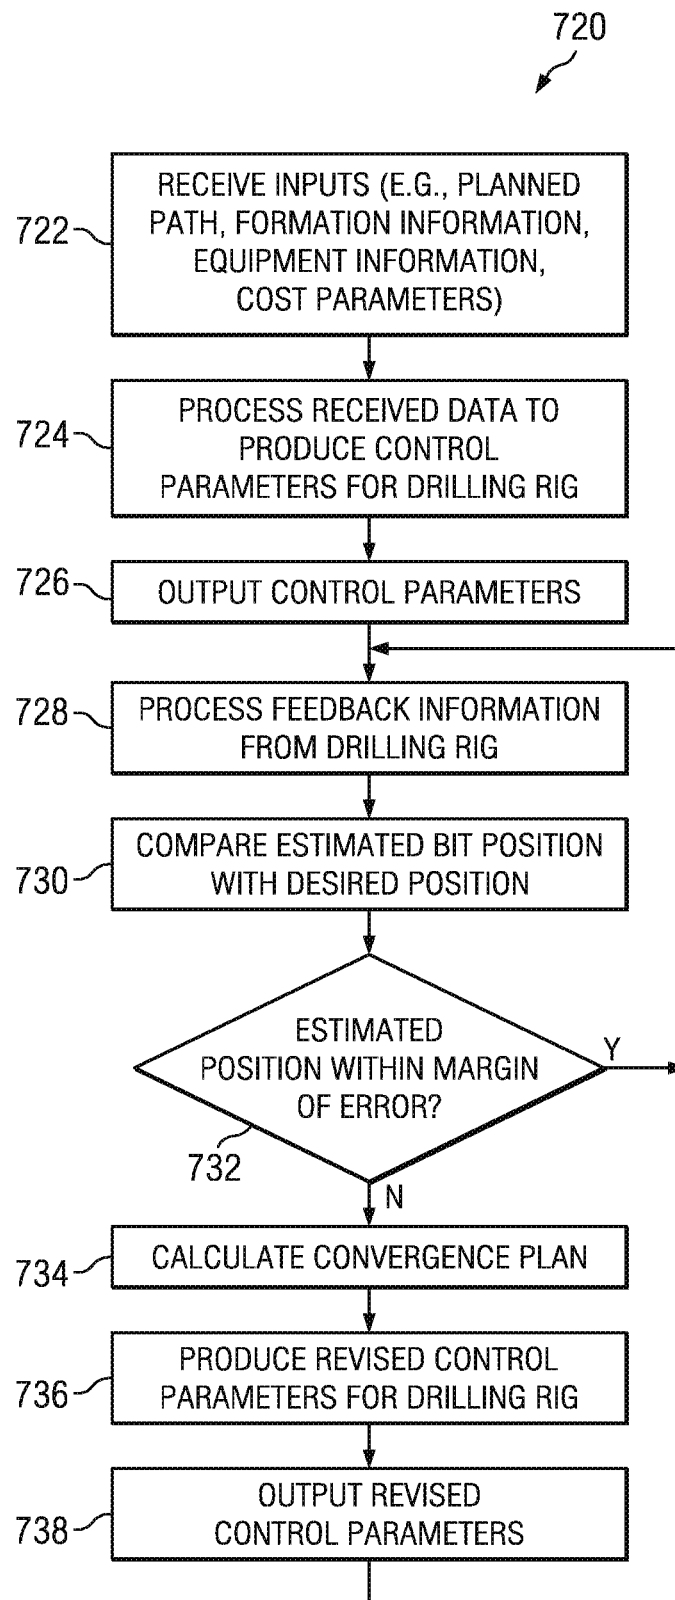 720
722
RECEIVE INPUTS (E.G., PLANNED
PATH, FORMATION INFORMATION,
EQUIPMENT INFORMATION,
COST PARAMETERS)
724
PROCESS RECEIVED DATA TO
PRODUCE CONTROL
PARAMETERS FOR DRILLING RIG
726
OUTPUT CONTROL PARAMETERS
728
PROCESS FEEDBACK INFORMATION
FROM DRILLING RIG
730
COMPARE ESTIMATED BIT POSITION
WITH DESIRED POSITION
ESTIMATED
POSITION WITHIN MARGIN
OF ERROR?
Y
732
N
734
CALCULATE CONVERGENCE PLAN
736
PRODUCE REVISED CONTROL
PARAMETERS FOR DRILLING RIG
738
OUTPUT REVISED
CONTROL PARAMETERS